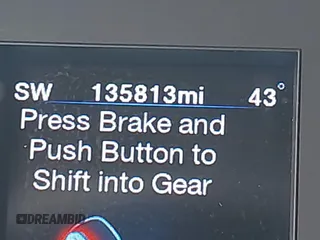 SW 135813mi 43°
Press Brake and
Push Button to
Shift into Gear
DREAMBID